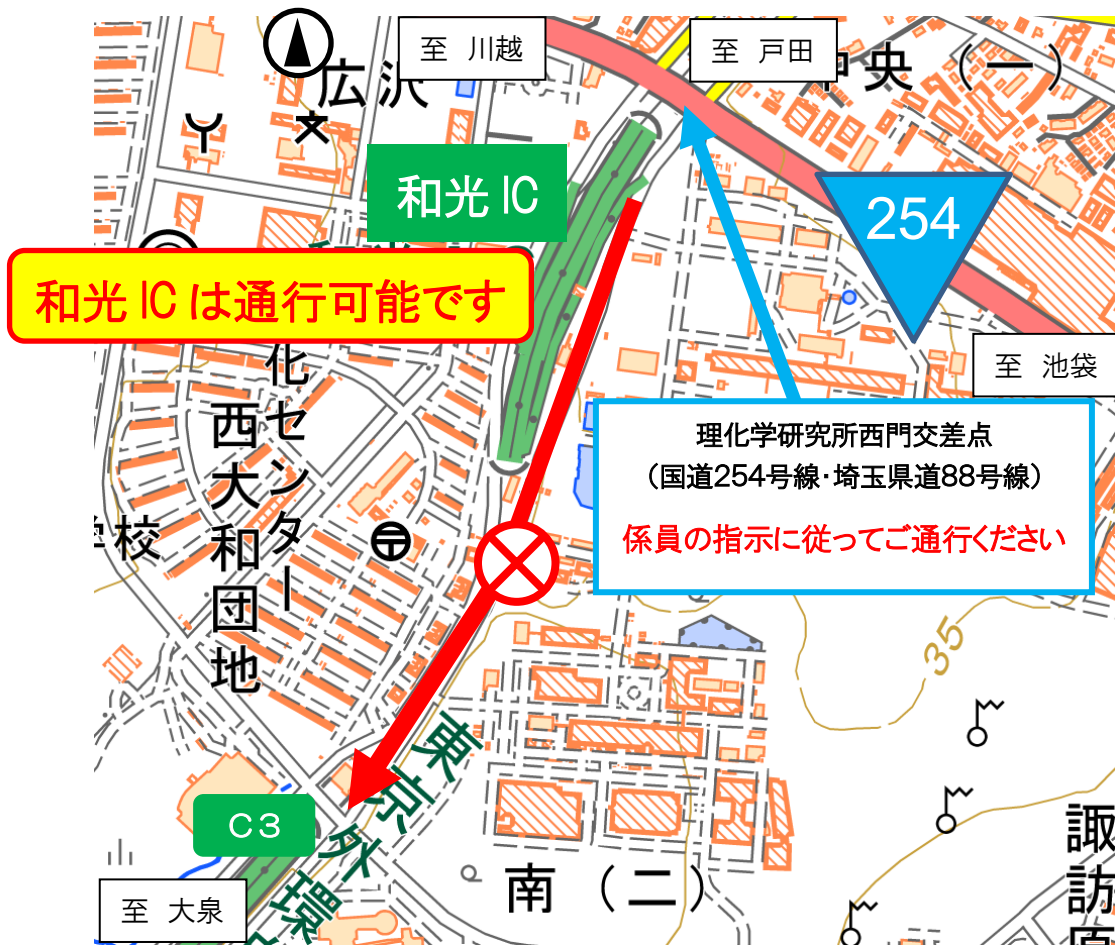 至 川越
至 戸田
広沢
中央（一）
和光 IC
254
和光 IC は通行可能です
至 池袋
理化学研究所西門交差点
（国道254号線・埼玉県道88号線）
係員の指示に従ってご通行ください
化センター
西大和団地
学校
35
東京外環
C3
南（二）
諏訪原
至 大泉